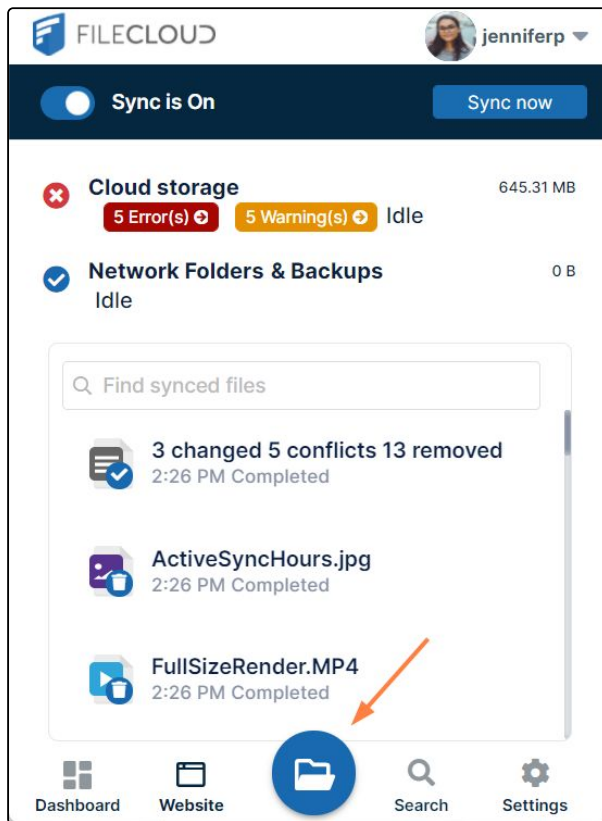 FILECLOUD
jenniferp
Sync is On
Sync now
Cloud storage
645.31 MB
5 Error(s)
5 Warning(s)
Idle
Network Folders & Backups
0 B
Idle
Find synced files
3 changed 5 conflicts 13 removed
2:26 PM Completed
ActiveSyncHours.jpg
2:26 PM Completed
FullSizeRender.MP4
2:26 PM Completed
Dashboard
Website
Search
Settings